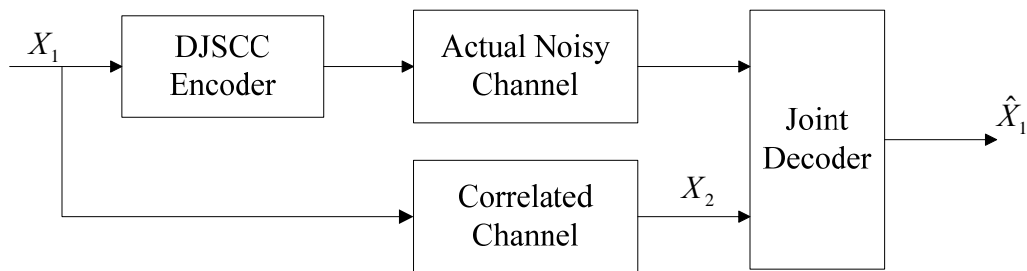 X₁
DJSCC
Encoder
Actual Noisy
Channel
Joint
Decoder
X̂₁
Correlated
Channel
X₂